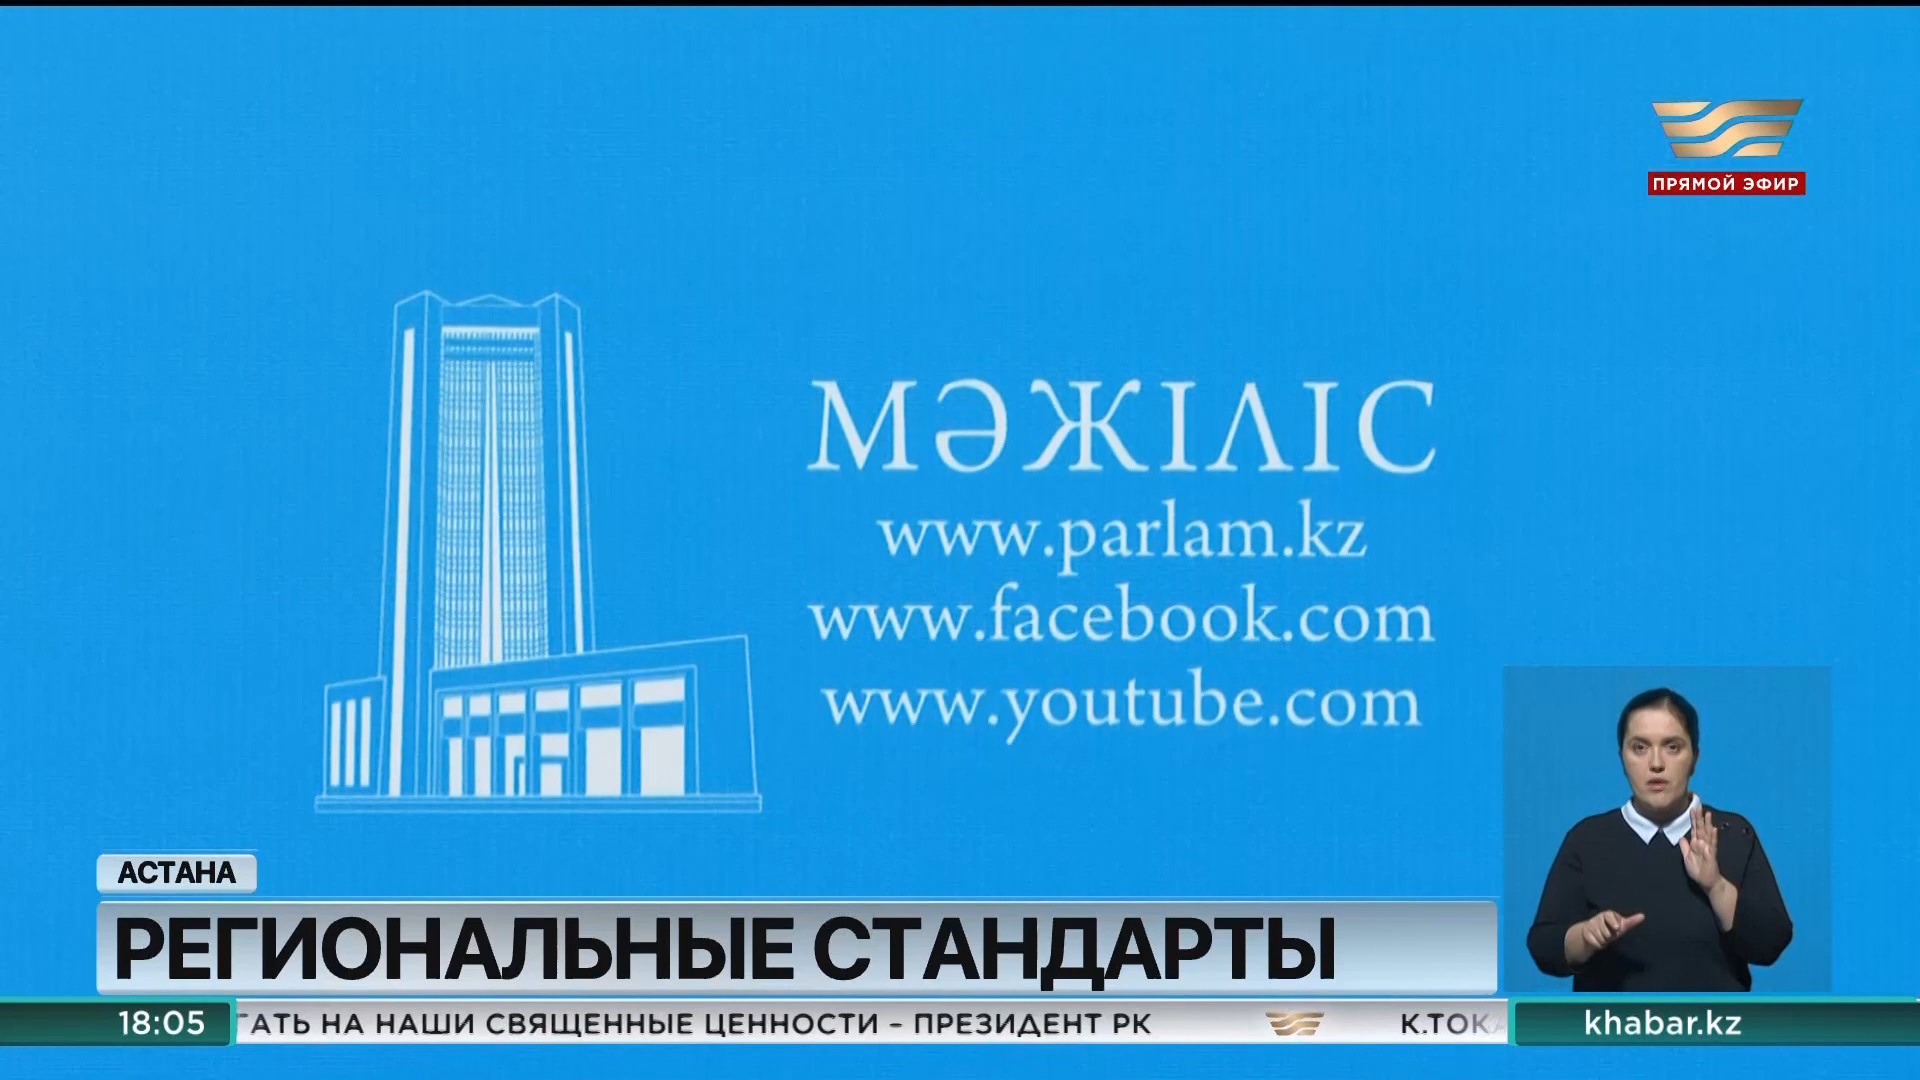 ПРЯМОЙ ЭФИР
МӘЖІЛІС
www.parlam.kz
www.facebook.com
www.youtube.com
АСТАНА
РЕГИОНАЛЬНЫЕ СТАНДАРТЫ
18:05
ГАТЬ НА НАШИ СВЯЩЕННЫЕ ЦЕННОСТИ – ПРЕЗИДЕНТ РК
К.ТОКА
khabar.kz